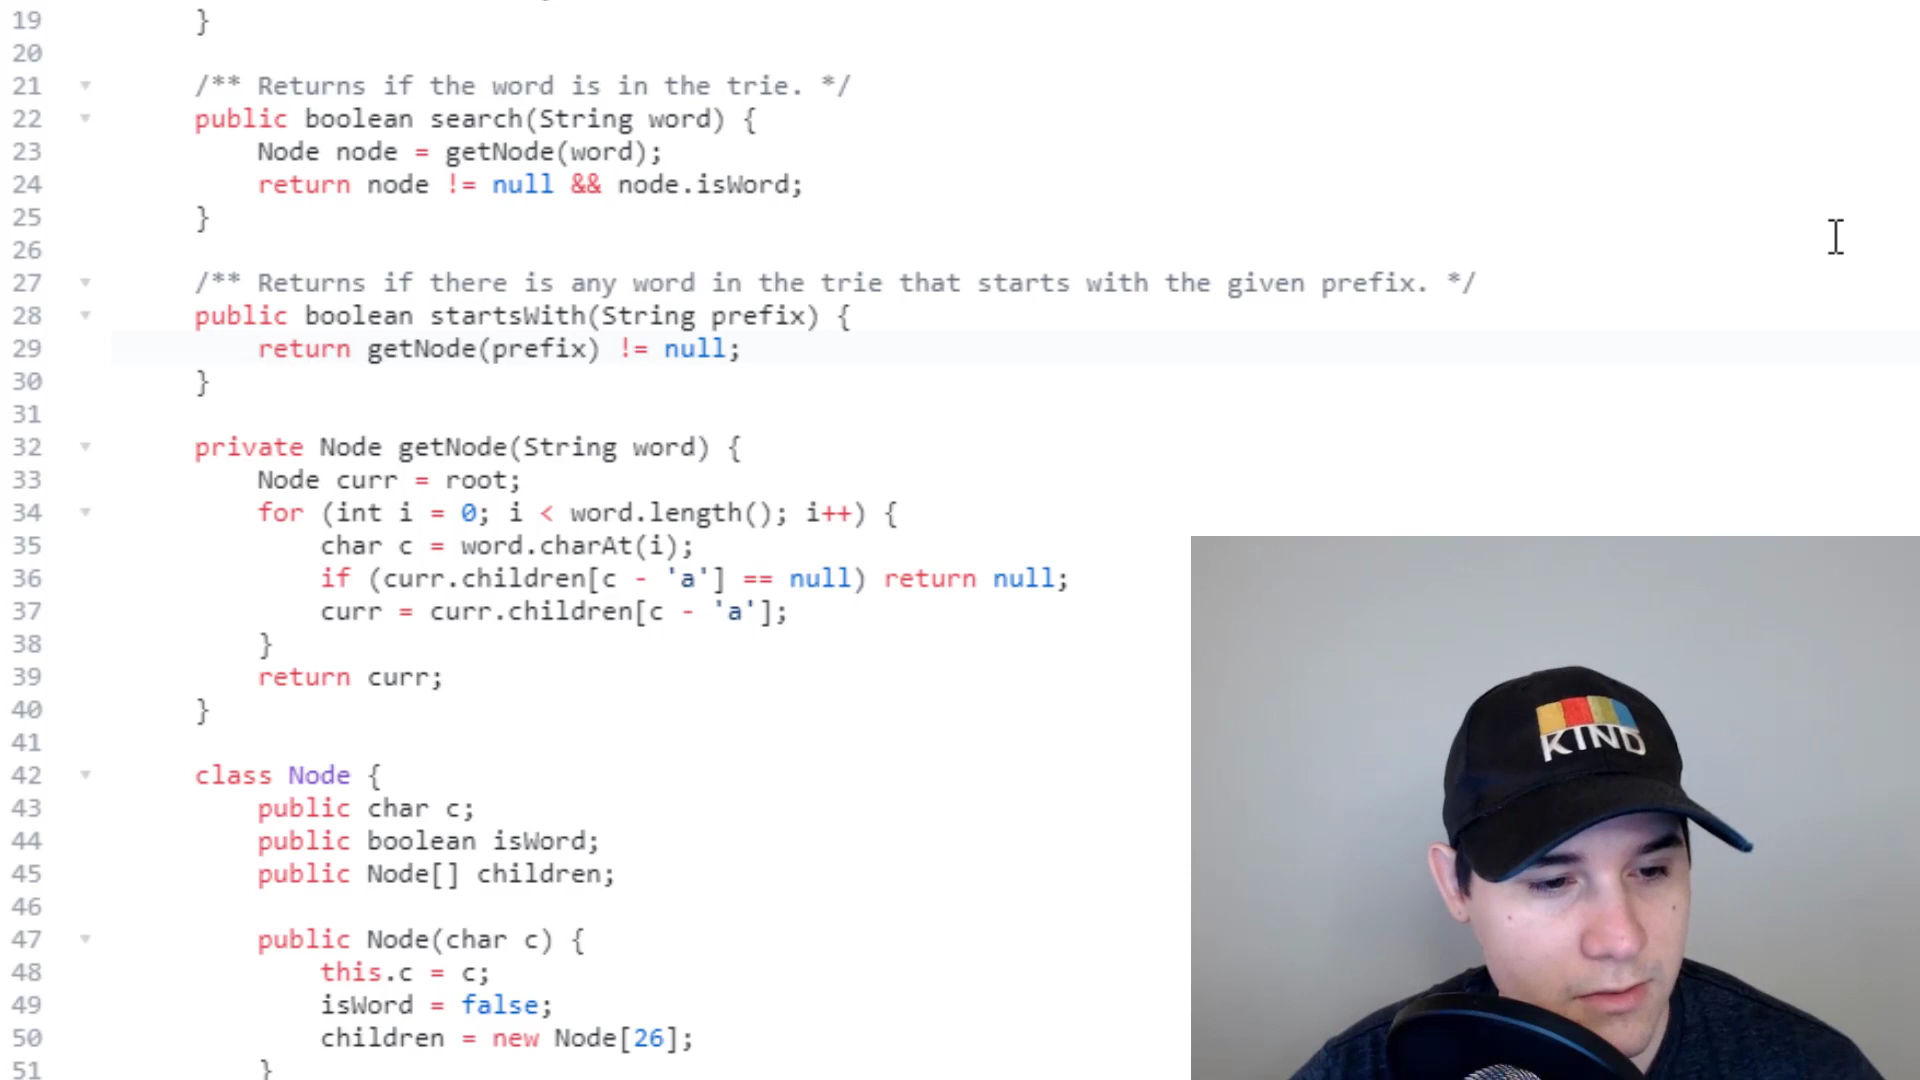 19 }
20
21 /** Returns if the word is in the trie. */
22 public boolean search(String word) {
23 Node node = getNode(word);
24 return node != null && node.isWord;
25 }
26
27 /** Returns if there is any word in the trie that starts with the given prefix. */
28 public boolean startsWith(String prefix) {
29 return getNode(prefix) != null;
30 }
31
32 private Node getNode(String word) {
33 Node curr = root;
34 for (int i = 0; i < word.length(); i++) {
35 char c = word.charAt(i);
36 if (curr.children[c - 'a'] == null) return null;
37 curr = curr.children[c - 'a'];
38 }
39 return curr;
40 }
41
42 class Node {
43 public char c;
44 public boolean isWord;
45 public Node[] children;
46
47 public Node(char c) {
48 this.c = c;
49 isWord = false;
50 children = new Node[26];
51 }
KIND